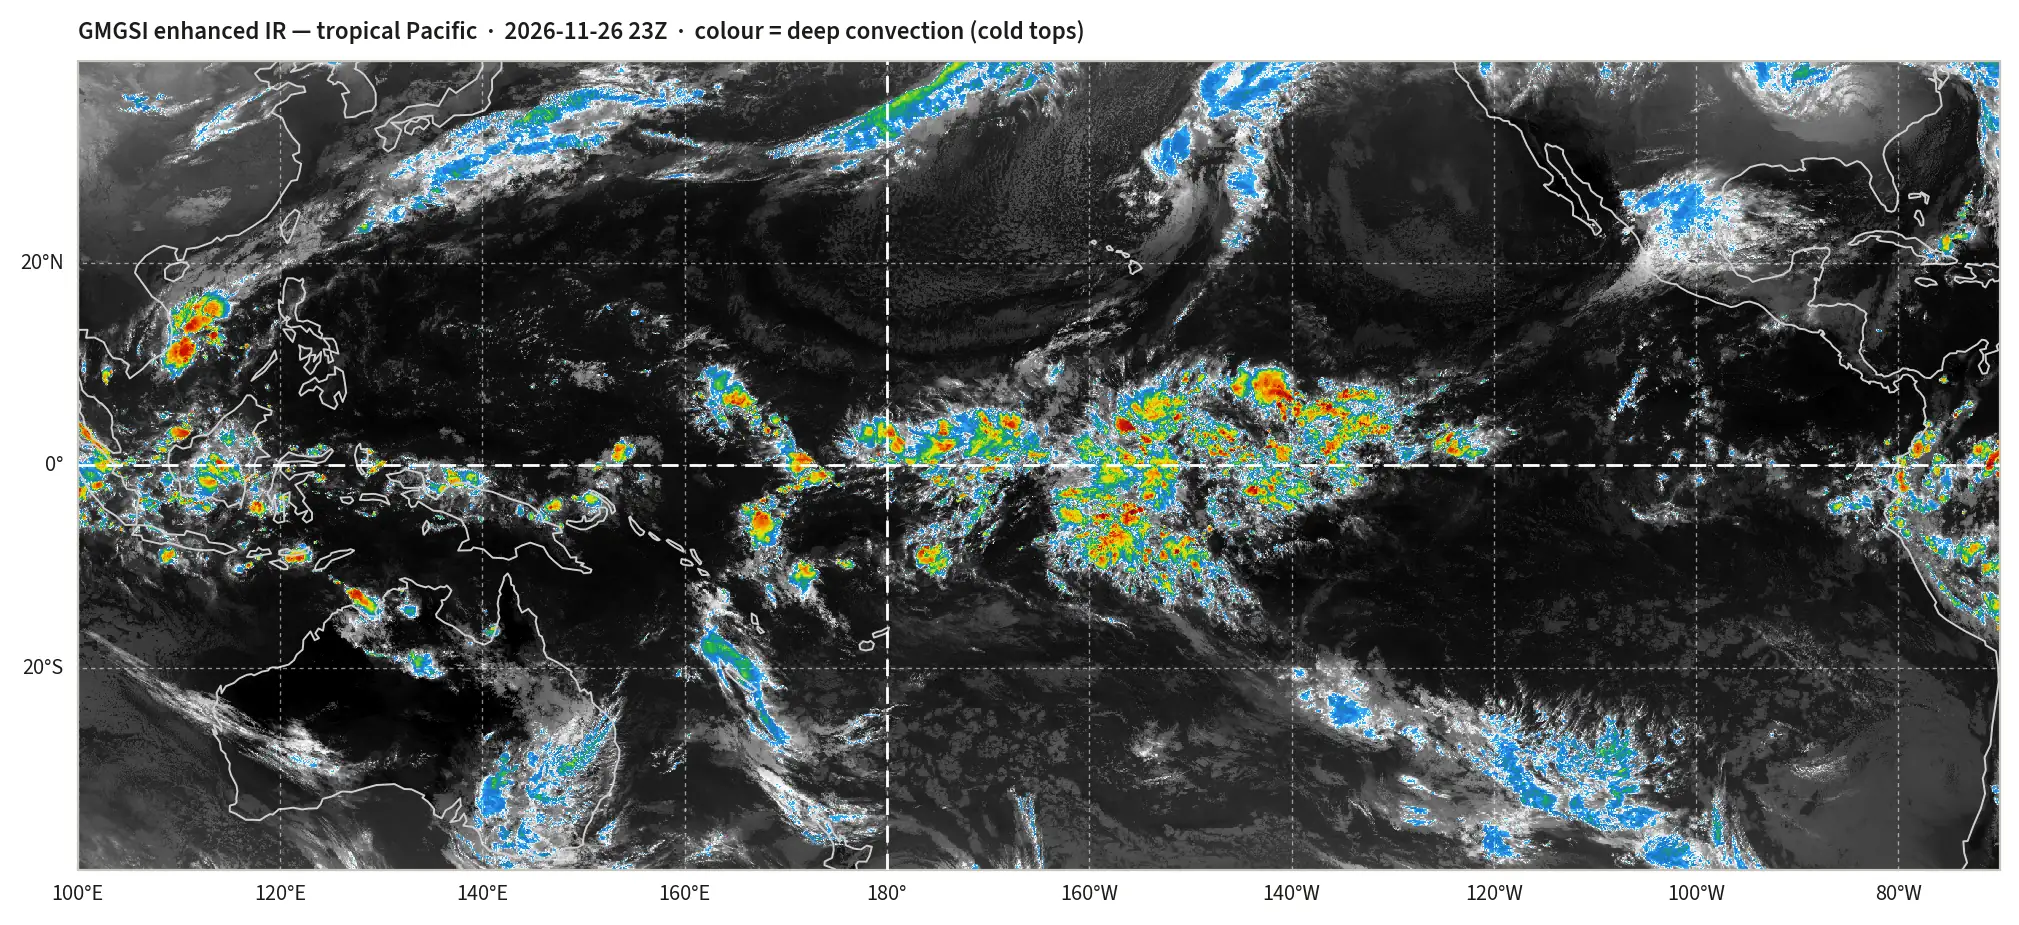 GMGSI enhanced IR — tropical Pacific · 2026-11-26 23Z · colour = deep convection (cold tops)
20°N
0°
20°S
100°E 120°E 140°E 160°E 180° 160°W 140°W 120°W 100°W 80°W